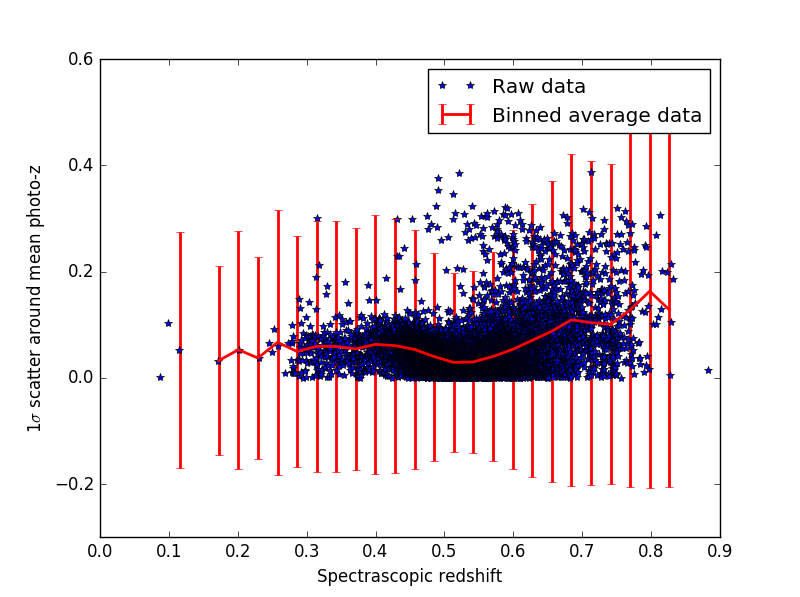 0.6
0.4
0.2
0.0
−0.2
1σ scatter around mean photo-z
Raw data
Binned average data
0.0 0.1 0.2 0.3 0.4 0.5 0.6 0.7 0.8 0.9
Spectrascopic redshift